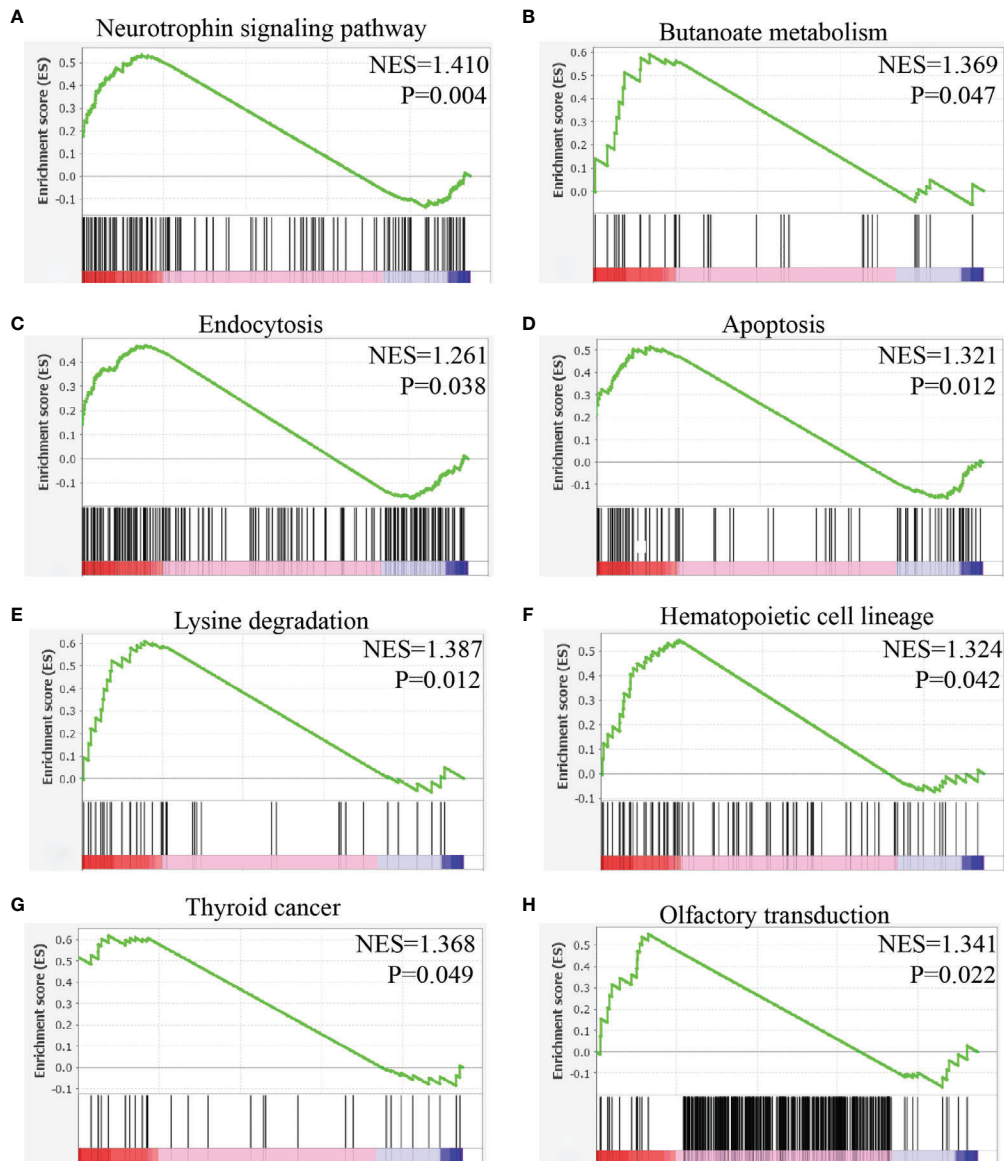 A
Neurotrophin signaling pathway
NES=1.410
P=0.004
Enrichment score (ES)
0.5
0.4
0.3
0.2
0.1
0.0
-0.1
B
Butanoate metabolism
NES=1.369
P=0.047
Enrichment score (ES)
0.6
0.5
0.4
0.3
0.2
0.1
0.0
C
Endocytosis
NES=1.261
P=0.038
Enrichment score (ES)
0.4
0.3
0.2
0.1
0.0
-0.1
D
Apoptosis
NES=1.321
P=0.012
Enrichment score (ES)
0.5
0.4
0.3
0.2
0.1
0.0
-0.1
E
Lysine degradation
NES=1.387
P=0.012
Enrichment score (ES)
0.6
0.5
0.4
0.3
0.2
0.1
0.0
F
Hematopoietic cell lineage
NES=1.324
P=0.042
Enrichment score (ES)
0.5
0.4
0.3
0.2
0.1
0.0
-0.1
G
Thyroid cancer
NES=1.368
P=0.049
Enrichment score (ES)
0.6
0.5
0.4
0.3
0.2
0.1
0.0
-0.1
H
Olfactory transduction
NES=1.341
P=0.022
Enrichment score (ES)
0.5
0.4
0.3
0.2
0.1
0.0
-0.1